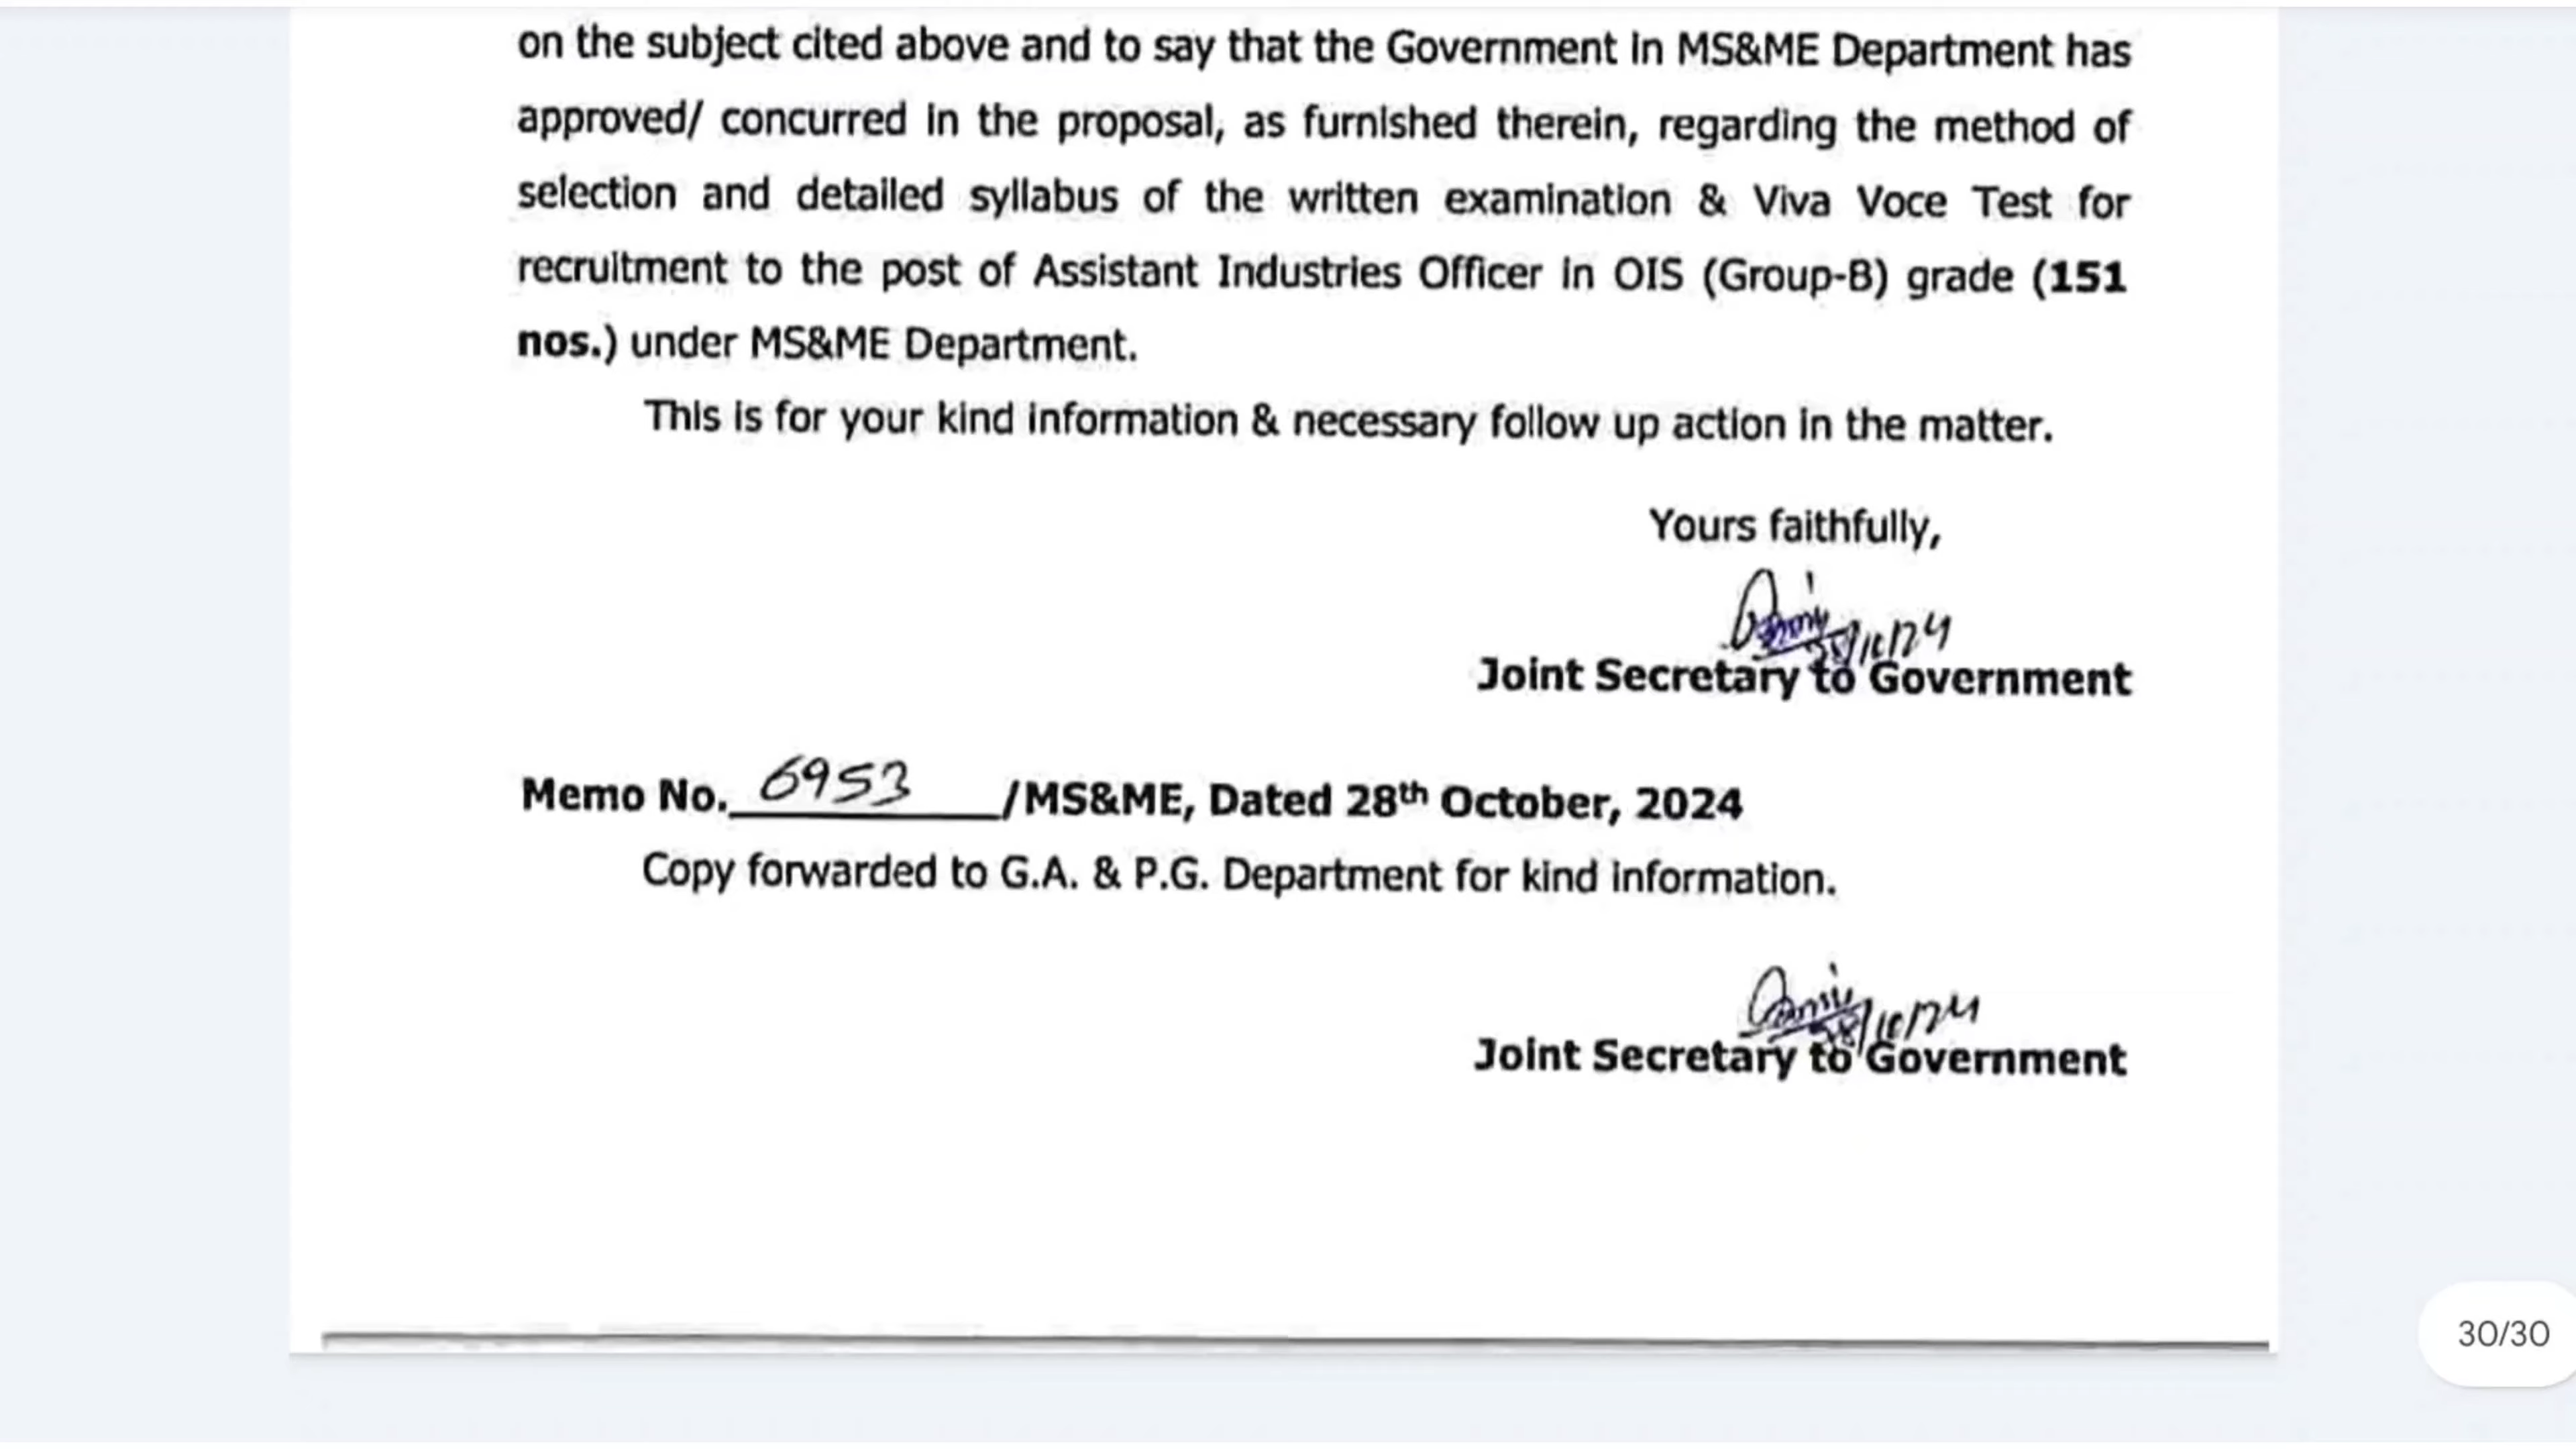 on the subject cited above and to say that the Government in MS&ME Department has
approved/ concurred in the proposal, as furnished therein, regarding the method of
selection and detailed syllabus of the written examination & Viva Voce Test for
recruitment to the post of Assistant Industries Officer in OIS (Group-B) grade (151
nos.) under MS&ME Department.
This is for your kind information & necessary follow up action in the matter.
Yours faithfully,
Joint Secretary to Government
Memo No. 6953 /MS&ME, Dated 28th October, 2024
Copy forwarded to G.A. & P.G. Department for kind information.
Joint Secretary to Government
30/30